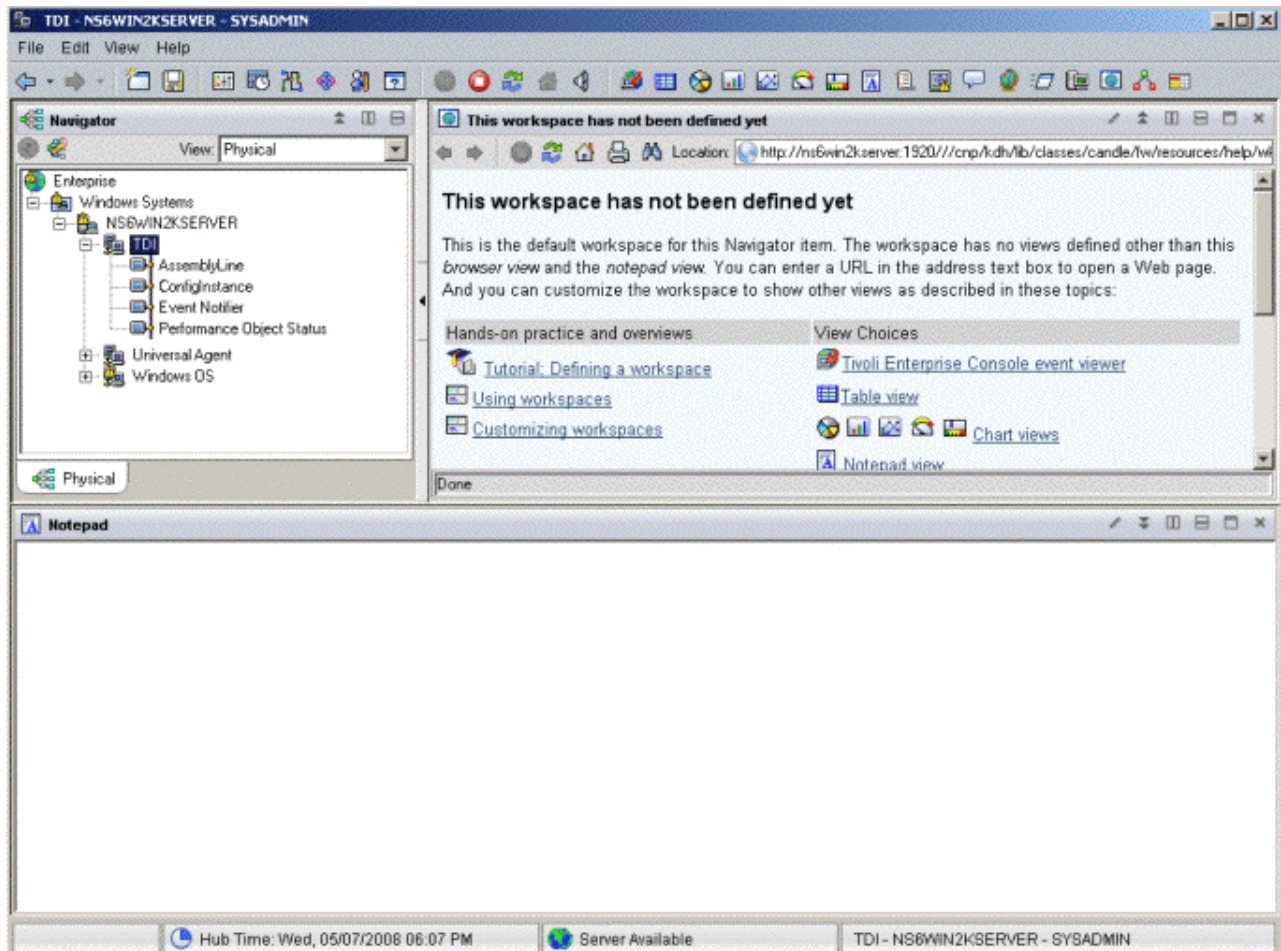 TDI - NS6WIN2KSERVER - SYSADMIN
File Edit View Help
Navigator
View: Physical
Enterprise
Windows Systems
NS6WIN2KSERVER
TDI
AssemblyLine
ConfigInstance
Event Notifier
Performance Object Status
Universal Agent
Windows OS
Physical
This workspace has not been defined yet
Location: http://ns6win2kserver:1920///cnp/kdh/lib/classes/candle/fw/resources/help/wi
This workspace has not been defined yet
This is the default workspace for this Navigator item. The workspace has no views defined other than this
browser view and the notepad view. You can enter a URL in the address text box to open a Web page.
And you can customize the workspace to show other views as described in these topics:
Hands-on practice and overviews
Tutorial: Defining a workspace
Using workspaces
Customizing workspaces
View Choices
Tivoli Enterprise Console event viewer
Table view
Chart views
Notepad view
Done
Notepad
Hub Time: Wed, 05/07/2008 06:07 PM
Server Available
TDI - NS6WIN2KSERVER - SYSADMIN